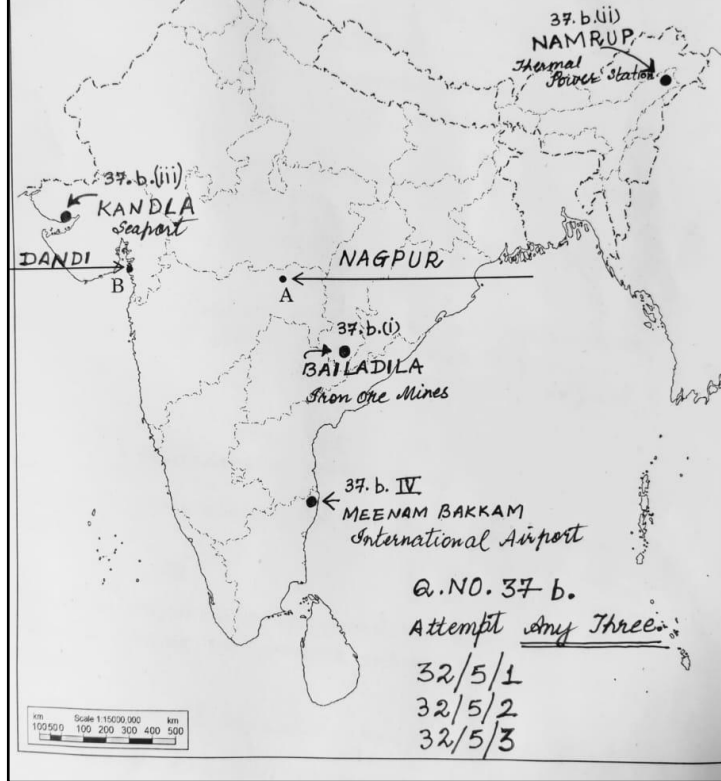 37.b.(ii)
NAMRUP
Thermal
Power Station
37.b.(iii)
KANDLA
Seaport
DANDI
B
NAGPUR
A
37.b.(i)
BAILADILA
Iron ore Mines
37.b. IV
MEENAM BAKKAM
International Airport
Q.NO. 37 b.
Attempt Any Three.
32/5/1
32/5/2
32/5/3
km Scale 1:15000,000 km
100 50 0 100 200 300 400 500